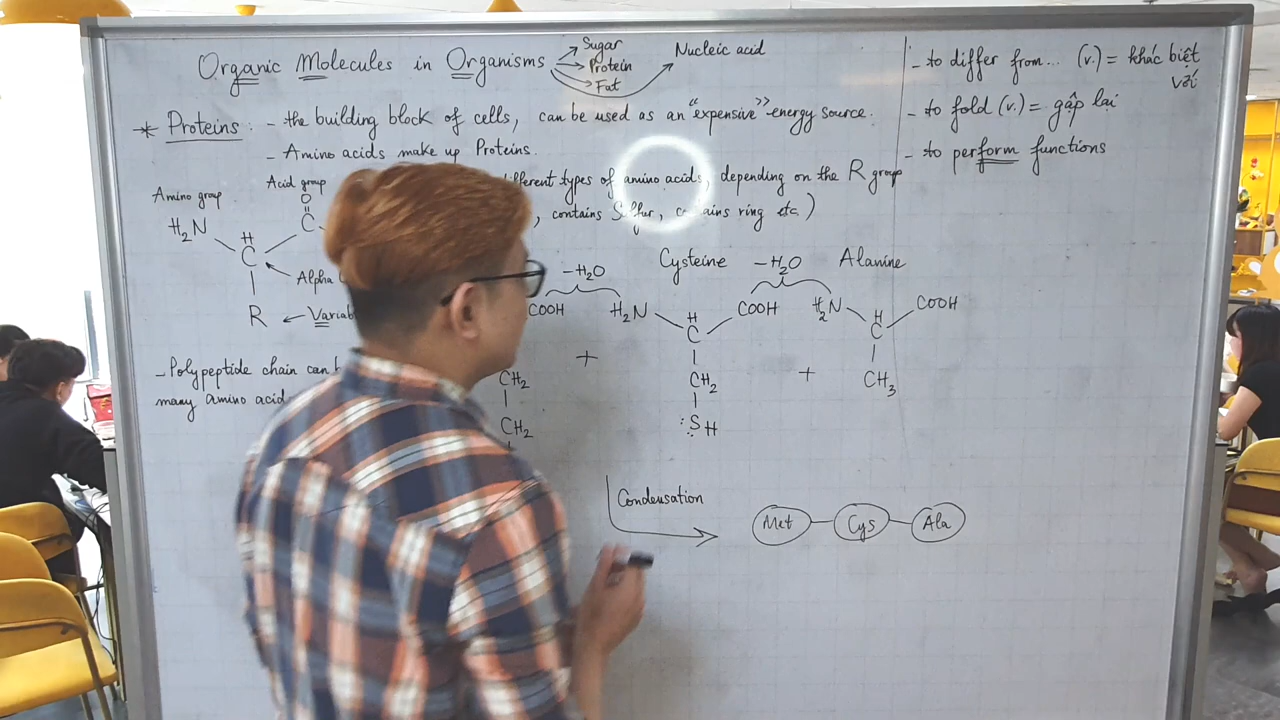 Organic Molecules in Organisms
Sugar
Protein
Fat
Nucleic acid
* Proteins: - the building block of cells, can be used as an "expensive" energy source.
- Amino acids make up Proteins.
types of amino acids, depending on the R group
contains Sulfur, ring etc)
Amino group
Acid group
O
H₂N
C
H
C
Alpha
R
Variab
- Polypeptide chain can
many amino acid
-H₂O
Cysteine
-H₂O
Alanine
COOH
H₂N
H
C
COOH
H₂N
H
C
COOH
+
+
CH₂
CH₂
CH₃
CH₂
SH
Condensation
Met
Cys
Ala
- to differ from... (v.) = khác biệt
với
- to fold (v.) = gấp lại
- to perform functions